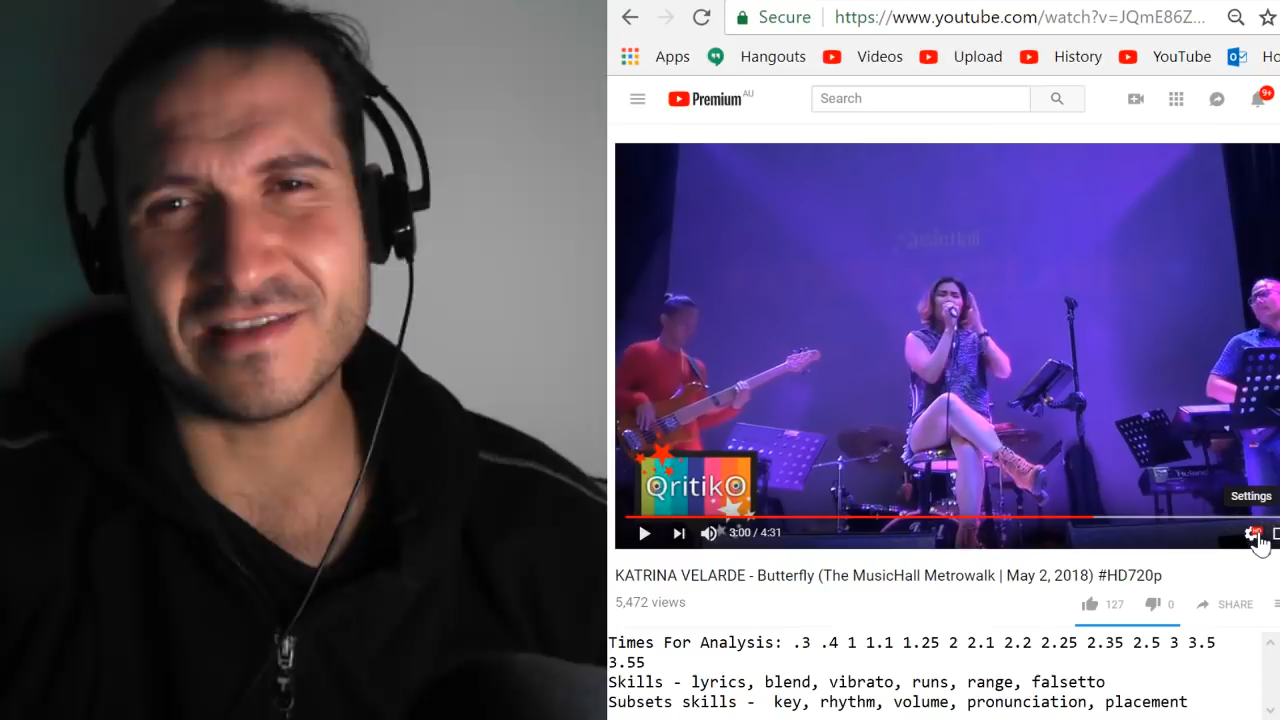 Secure https://www.youtube.com/watch?v=JQmE86Z...
Apps Hangouts Videos Upload History YouTube Ho
Premium AU Search 9+
QritikO
Settings
3:00 / 4:31
KATRINA VELARDE - Butterfly (The MusicHall Metrowalk | May 2, 2018) #HD720p
5,472 views
127 0 SHARE
Times For Analysis: .3 .4 1 1.1 1.25 2 2.1 2.2 2.25 2.35 2.5 3 3.5
3.55
Skills - lyrics, blend, vibrato, runs, range, falsetto
Subsets skills - key, rhythm, volume, pronunciation, placement